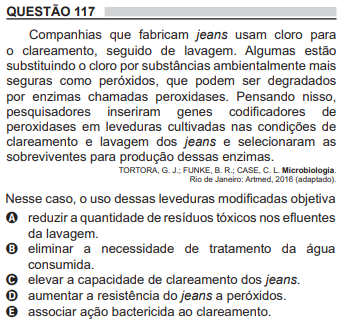 QUESTÃO 117
Companhias que fabricam jeans usam cloro para
o clareamento, seguido de lavagem. Algumas estão
substituindo o cloro por substâncias ambientalmente mais
seguras como peróxidos, que podem ser degradados
por enzimas chamadas peroxidases. Pensando nisso,
pesquisadores inseriram genes codificadores de
peroxidases em leveduras cultivadas nas condições de
clareamento e lavagem dos jeans e selecionaram as
sobreviventes para produção dessas enzimas.
TORTORA, G. J.; FUNKE, B. R.; CASE, C. L. Microbiologia.
Rio de Janeiro: Artmed, 2016 (adaptado).
Nesse caso, o uso dessas leveduras modificadas objetiva
A reduzir a quantidade de resíduos tóxicos nos efluentes
da lavagem.
B eliminar a necessidade de tratamento da água
consumida.
C elevar a capacidade de clareamento dos jeans.
D aumentar a resistência do jeans a peróxidos.
E associar ação bactericida ao clareamento.